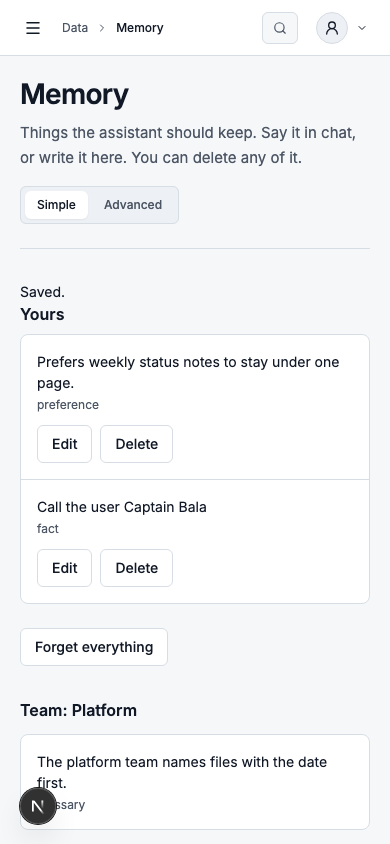 Data > Memory
Memory
Things the assistant should keep. Say it in chat,
or write it here. You can delete any of it.
Simple Advanced
Saved.
Yours
Prefers weekly status notes to stay under one
page.
preference
Edit Delete
Call the user Captain Bala
fact
Edit Delete
Forget everything
Team: Platform
The platform team names files with the date
first.
N